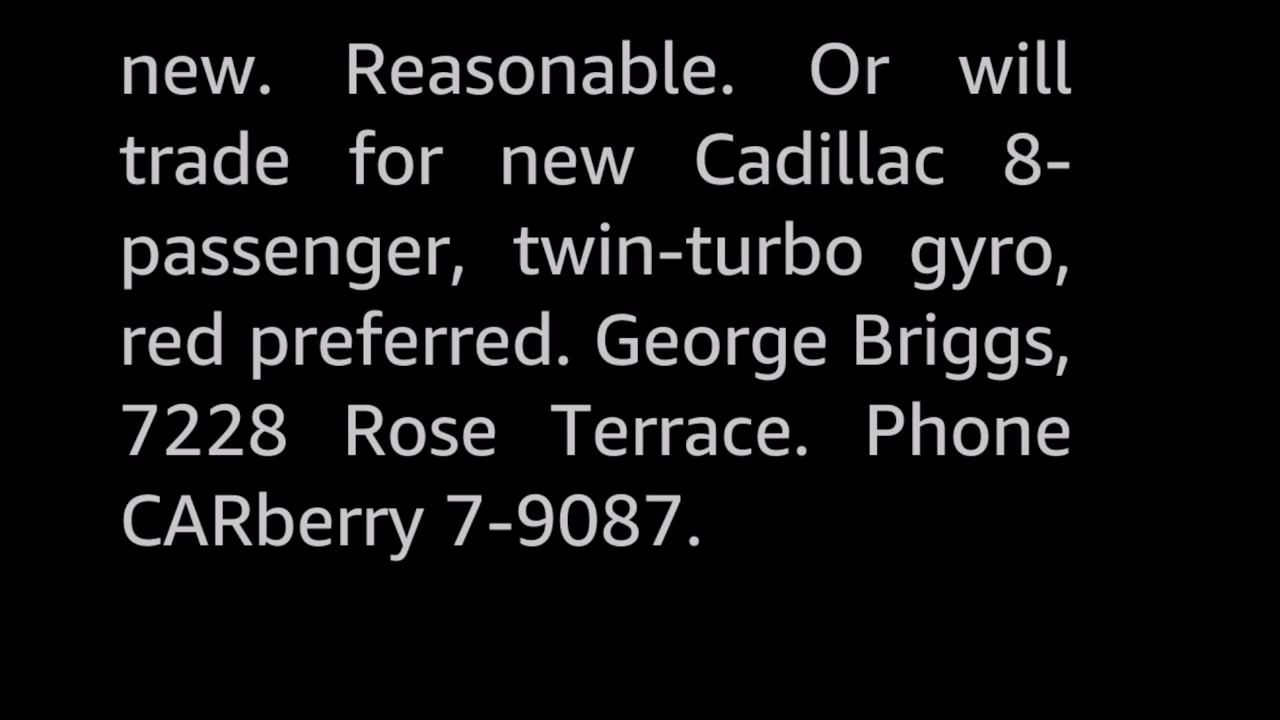 new. Reasonable. Or will
trade for new Cadillac 8-
passenger, twin-turbo gyro,
red preferred. George Briggs,
7228 Rose Terrace. Phone
CARberry 7-9087.